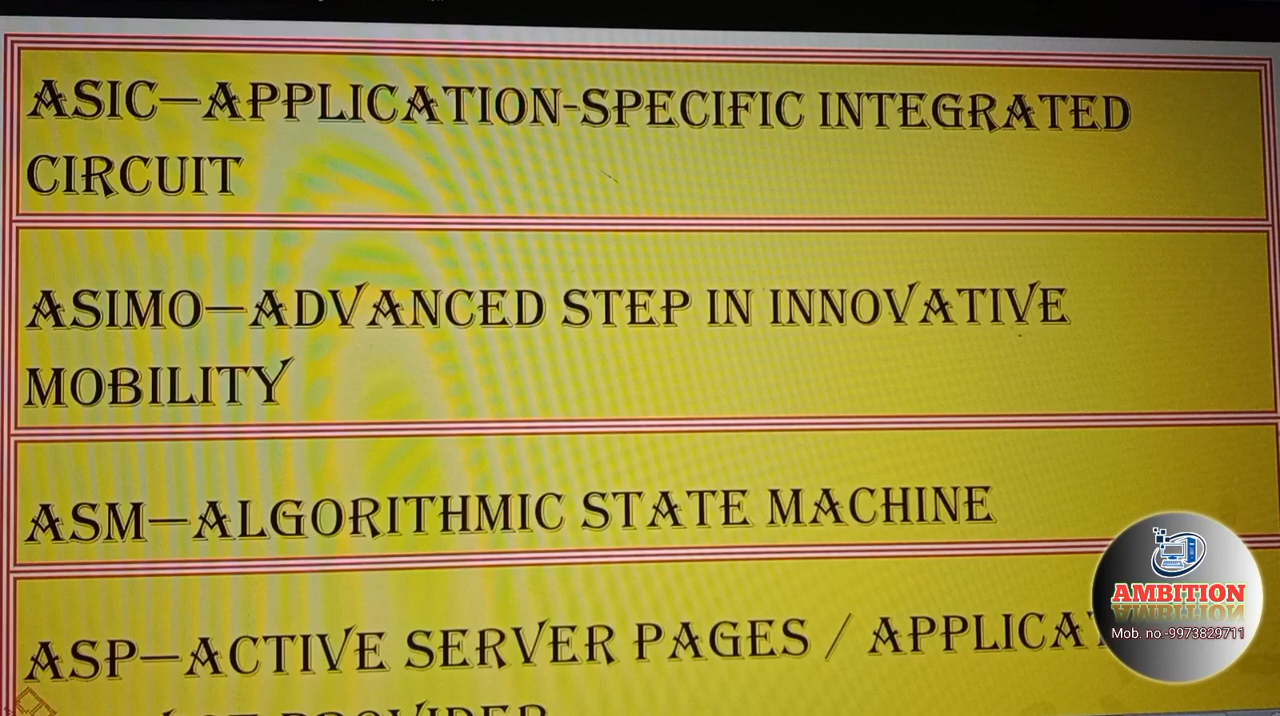 ASIC—APPLICATION-SPECIFIC INTEGRATED
CIRCUIT
ASIMO—ADVANCED STEP IN INNOVATIVE
MOBILITY
ASM—ALGORITHMIC STATE MACHINE
ASP—ACTIVE SERVER PAGES /
PROVIDER
AMBITION
Mob. no.-9973829711